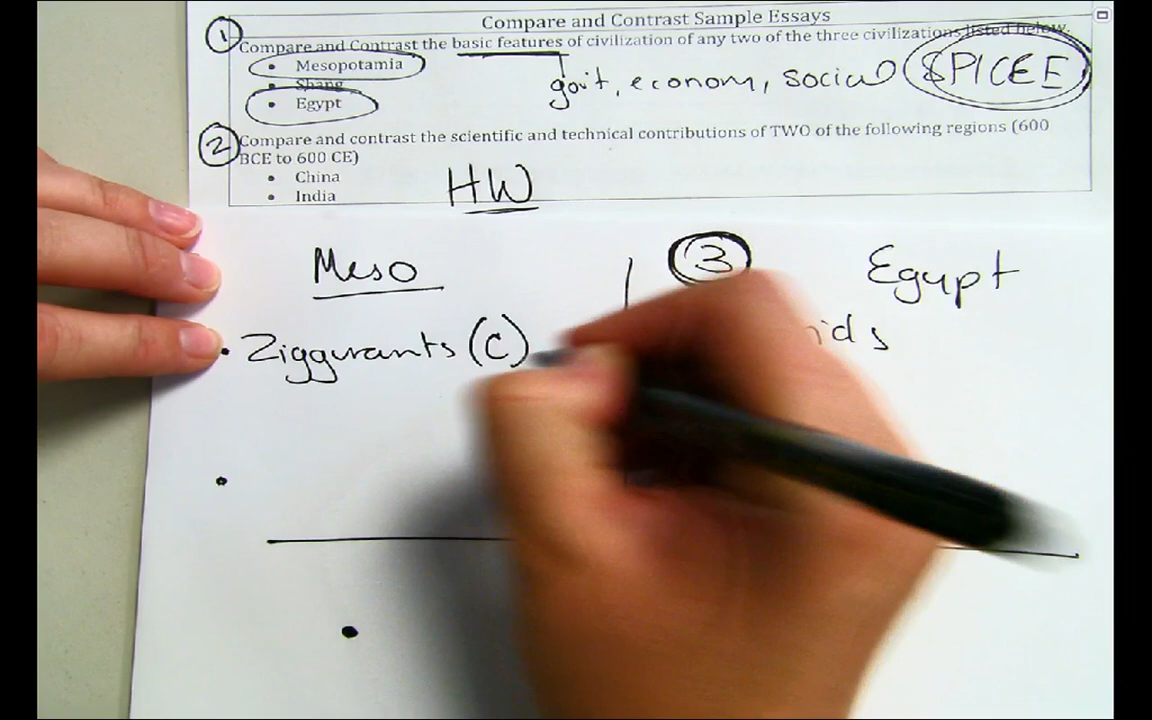 Compare and Contrast Sample Essays
1 Compare and Contrast the basic features of civilization of any two of the three civilizations listed below.
• Mesopotamia
• Shang
• Egypt
gov't, econom, social SPICEE
2 Compare and contrast the scientific and technical contributions of TWO of the following regions (600
BCE to 600 CE)
• China
• India
HW
Meso 3 Egypt
• Ziggurants (C)